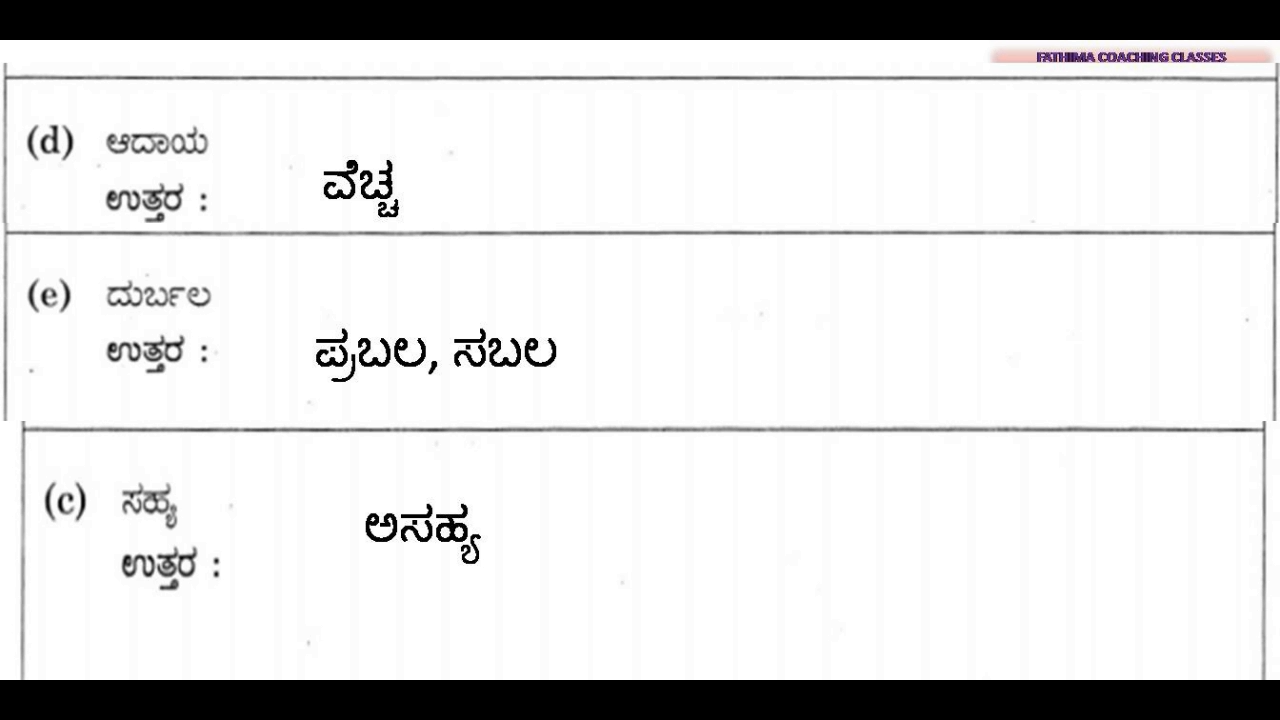 FATHIMA COACHING CLASSES
(d) ಆದಾಯ
ಉತ್ತರ : ವೆಚ್ಚ
(e) ದುರ್ಬಲ
ಉತ್ತರ : ಪ್ರಬಲ, ಸಬಲ
(c) ಸಹ್ಯ
ಅಸಹ್ಯ
ಉತ್ತರ :